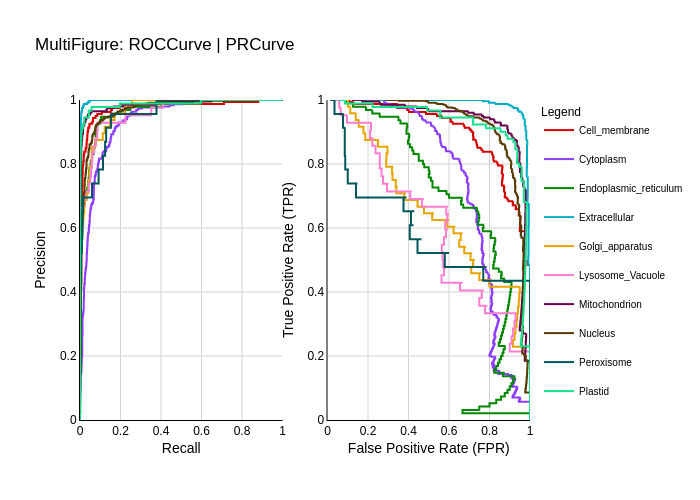 MultiFigure: ROCCurve | PRCurve
1
0.8
0.6
0.4
0.2
0
0
0.2
0.4
0.6
0.8
1
Precision
Recall
1
0.8
0.6
0.4
0.2
0
0
0.2
0.4
0.6
0.8
1
True Positive Rate (TPR)
False Positive Rate (FPR)
Legend
Cell_membrane
Cytoplasm
Endoplasmic_reticulum
Extracellular
Golgi_apparatus
Lysosome_Vacuole
Mitochondrion
Nucleus
Peroxisome
Plastid